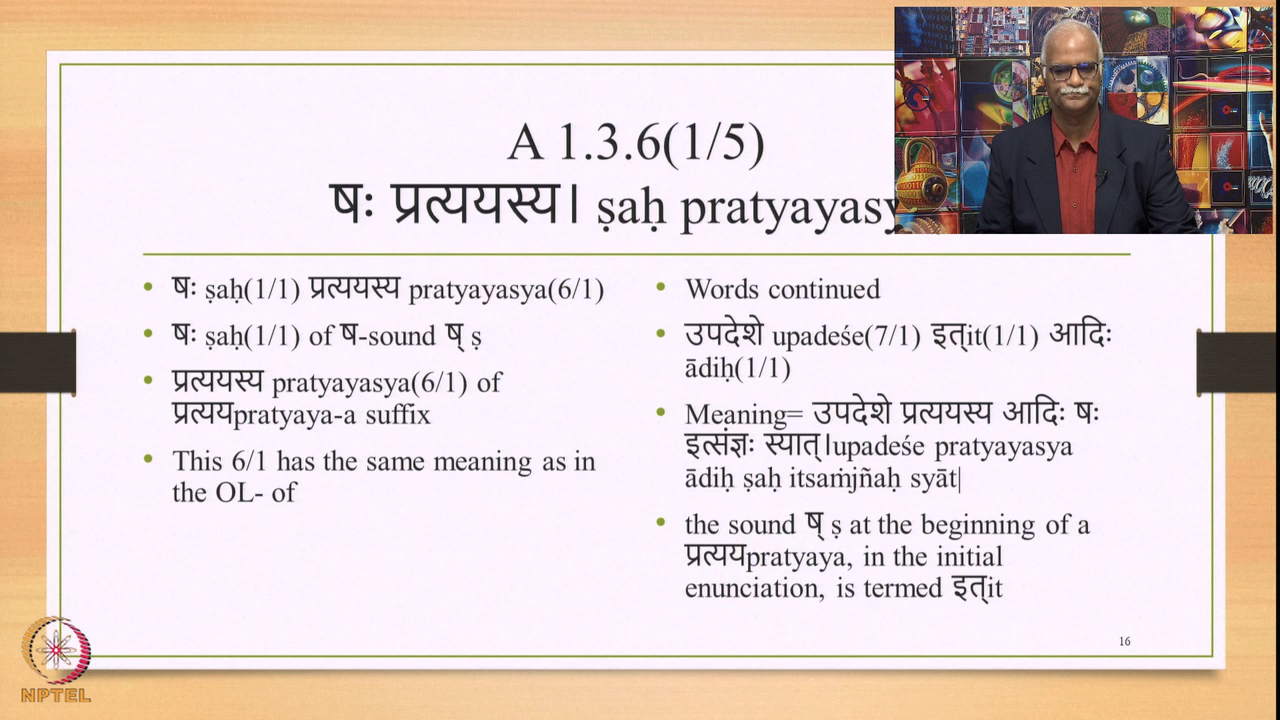 A 1.3.6(1/5)
षः प्रत्ययस्य। ṣaḥ pratyayasy
• षः ṣaḥ(1/1) प्रत्ययस्य pratyayasya(6/1)
• षः ṣaḥ(1/1) of ष-sound ष् ṣ
• प्रत्ययस्य pratyayasya(6/1) of
प्रत्ययpratyaya-a suffix
• This 6/1 has the same meaning as in
the OL- of
• Words continued
• उपदेशे upadeśe(7/1) इत्it(1/1) आदिः
ādiḥ(1/1)
• Meaning= उपदेशे प्रत्ययस्य आदिः षः
इत्संज्ञः स्यात्।upadeśe pratyayasya
ādiḥ ṣaḥ itsaṁjñaḥ syāt|
• the sound ष् ṣ at the beginning of a
प्रत्ययpratyaya, in the initial
enunciation, is termed इत्it
16
NPTEL